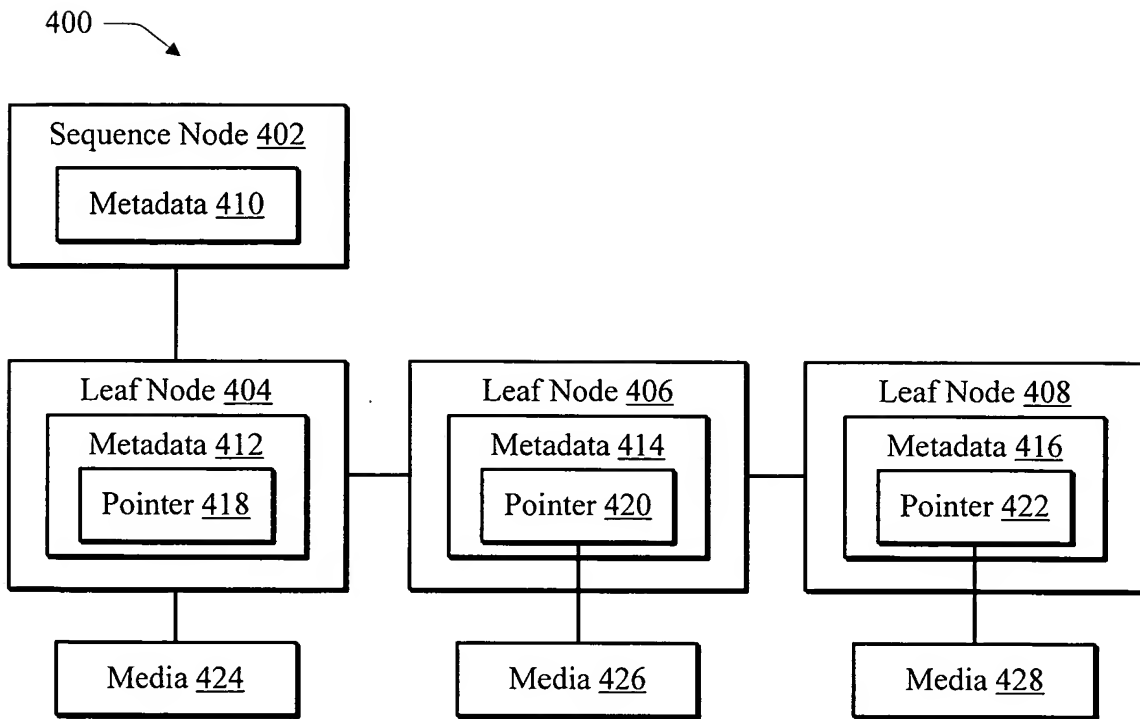 400
Sequence Node 402
Metadata 410
Leaf Node 404
Metadata 412
Pointer 418
Leaf Node 406
Metadata 414
Pointer 420
Leaf Node 408
Metadata 416
Pointer 422
Media 424
Media 426
Media 428